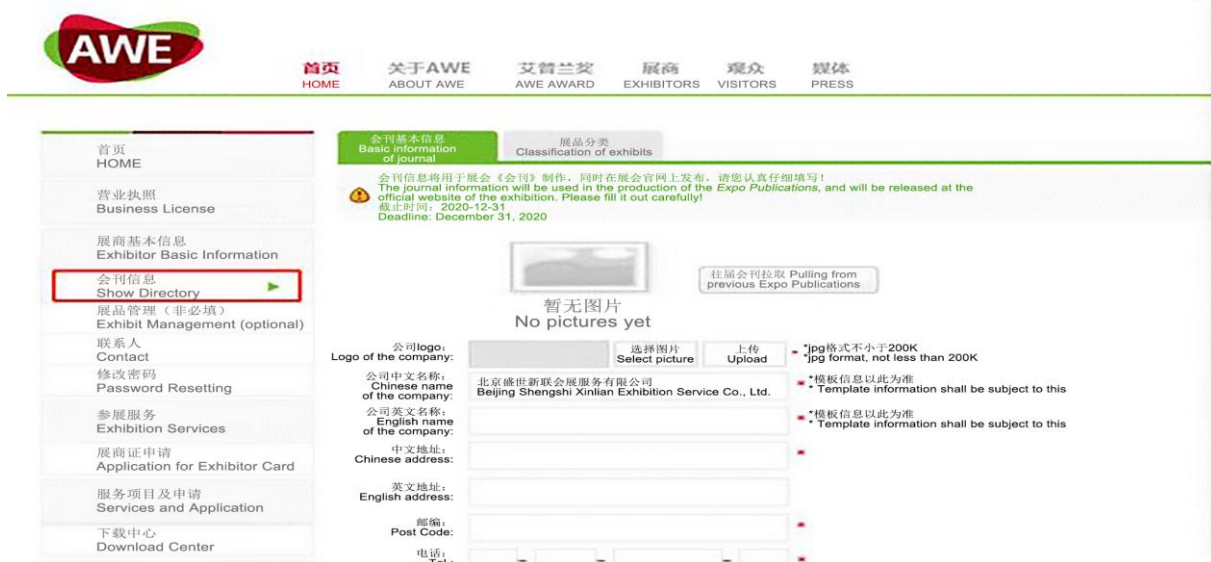 AWE
首页
HOME
关于AWE
ABOUT AWE
艾普兰奖
AWE AWARD
展商
EXHIBITORS
观众
VISITORS
媒体
PRESS
首页
HOME
营业执照
Business License
展商基本信息
Exhibitor Basic Information
会刊信息
Show Directory
展品管理（非必填）
Exhibit Management (optional)
联系人
Contact
修改密码
Password Resetting
参展服务
Exhibition Services
展商证申请
Application for Exhibitor Card
服务项目及申请
Services and Application
下载中心
Download Center
会刊基本信息
Basic information
of journal
展品分类
Classification of exhibits
会刊信息将用于展会《会刊》制作，同时在展会官网上发布，请您认真仔细填写！
The journal information will be used in the production of the Expo Publications, and will be released at the
official website of the exhibition. Please fill it out carefully!
截止时间：2020-12-31
Deadline: December 31, 2020
暂无图片
No pictures yet
往届会刊拉取 Pulling from
previous Expo Publications
公司logo：
Logo of the company:
选择图片
Select picture
上传
Upload
*jpg格式不小于200K
*jpg format, not less than 200K
公司中文名称：
Chinese name
of the company:
北京盛世新联会展服务有限公司
Beijing Shengshi Xinlian Exhibition Service Co., Ltd.
*模板信息以此为准
* Template information shall be subject to this
公司英文名称：
English name
of the company:
*模板信息以此为准
* Template information shall be subject to this
中文地址：
Chinese address:
*
英文地址：
English address:
邮编：
Post Code:
*
电话：
Tel.:
*